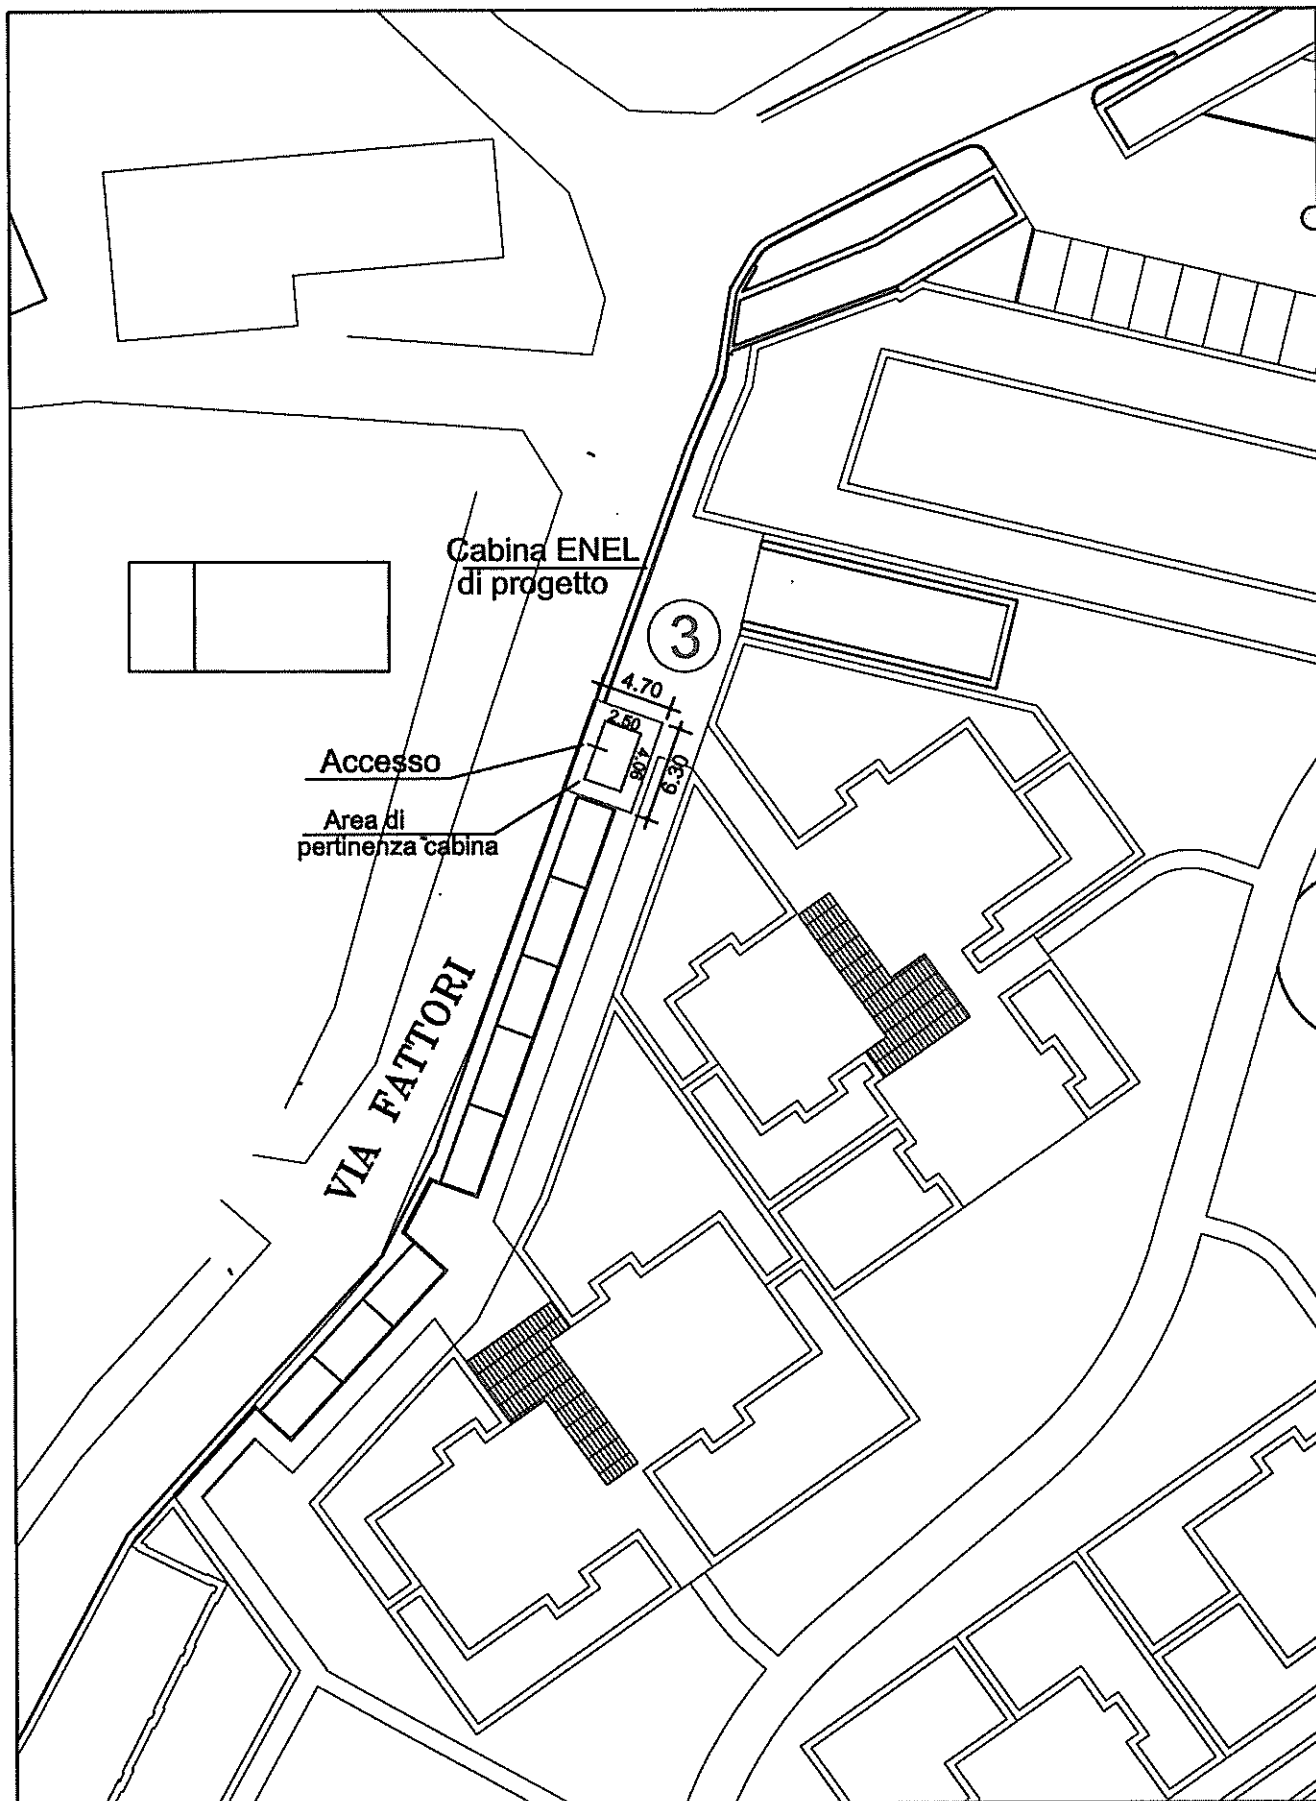 Cabina ENEL
di progetto
3
4.70
2.50
4.06
6.30
Accesso
Area di
pertinenza cabina
VIA FATTORI